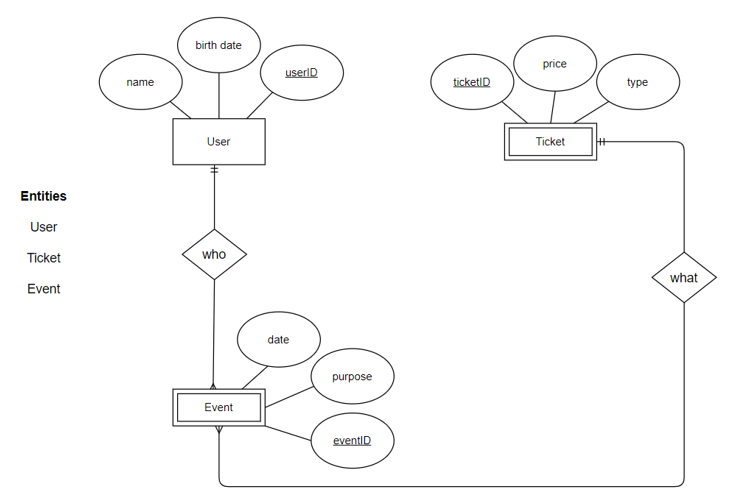 birth date
name
userID
User
price
ticketID
type
Ticket
Entities
User
Ticket
Event
who
what
date
purpose
Event
eventID